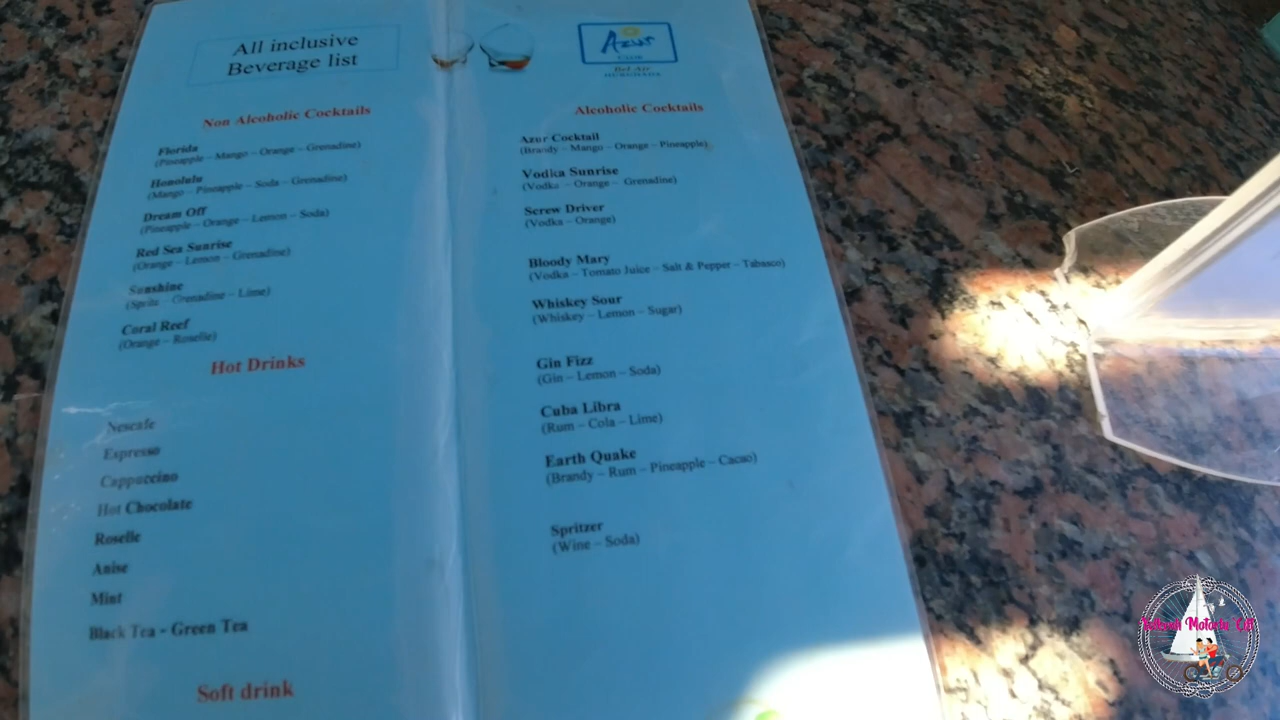 All inclusive
Beverage list
Non Alcoholic Cocktails
Florida
(Pineapple – Mango – Orange – Grenadine)
Honolulu
(Mango – Pineapple – Soda – Grenadine)
Dream Off
(Pineapple – Orange – Lemon – Soda)
Red Sea Sunrise
(Orange – Lemon – Grenadine)
Sunshine
(Sprite – Grenadine – Lime)
Coral Reef
(Orange – Roselle)
Hot Drinks
Nescafe
Espresso
Cappuccino
Hot Chocolate
Roselle
Anise
Mint
Black Tea - Green Tea
Soft drink
Azur
CLUB
Bel Air
HURGHADA
Alcoholic Cocktails
Azur Cocktail
(Brandy – Mango – Orange – Pineapple)
Vodka Sunrise
(Vodka – Orange – Grenadine)
Screw Driver
(Vodka – Orange)
Bloody Mary
(Vodka – Tomato Juice – Salt & Pepper – Tabasco)
Whiskey Sour
(Whiskey – Lemon – Sugar)
Gin Fizz
(Gin – Lemon – Soda)
Cuba Libra
(Rum – Cola – Lime)
Earth Quake
(Brandy – Rum – Pineapple – Cacao)
Spritzer
(Wine – Soda)